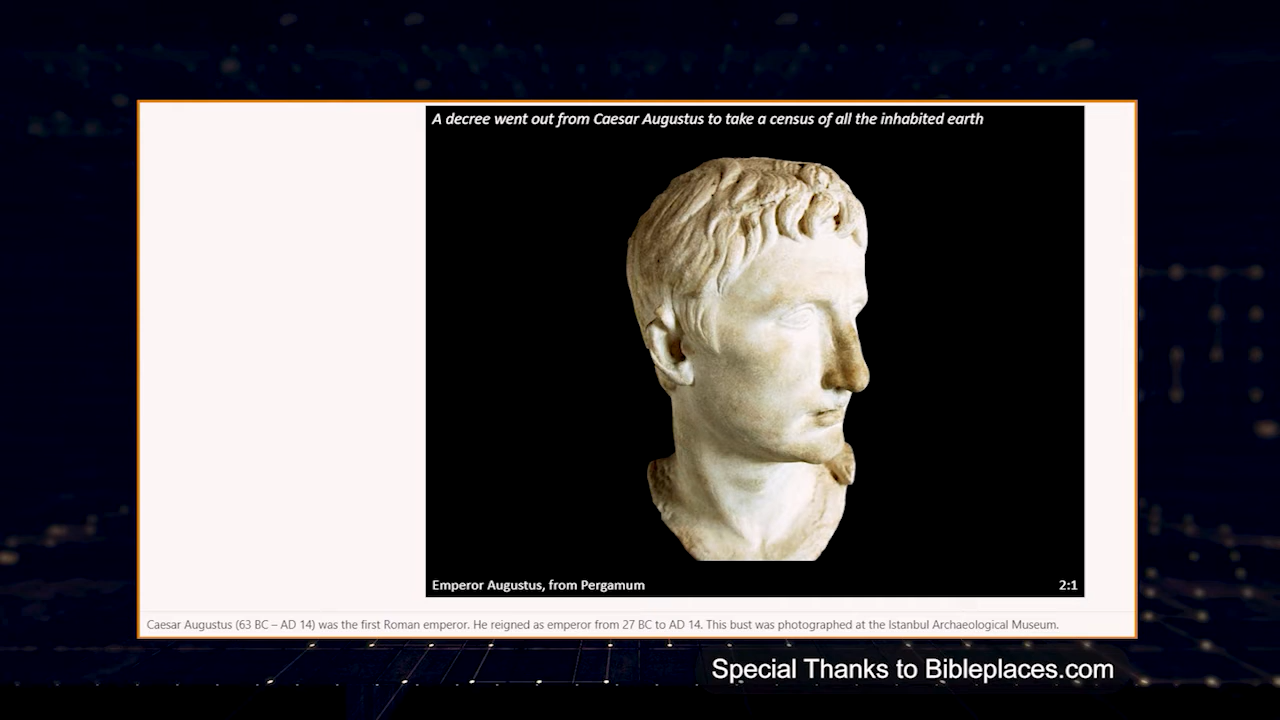 A decree went out from Caesar Augustus to take a census of all the inhabited earth
Emperor Augustus, from Pergamum
2:1
Caesar Augustus (63 BC – AD 14) was the first Roman emperor. He reigned as emperor from 27 BC to AD 14. This bust was photographed at the Istanbul Archaeological Museum.
Special Thanks to Bibleplaces.com